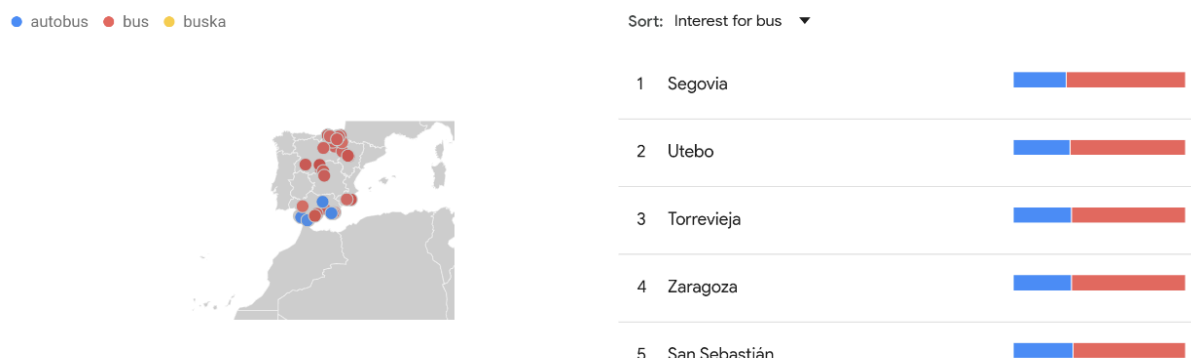 autobus bus buska
Sort: Interest for bus
1 Segovia
2 Utebo
3 Torrevieja
4 Zaragoza
5 San Sebastián